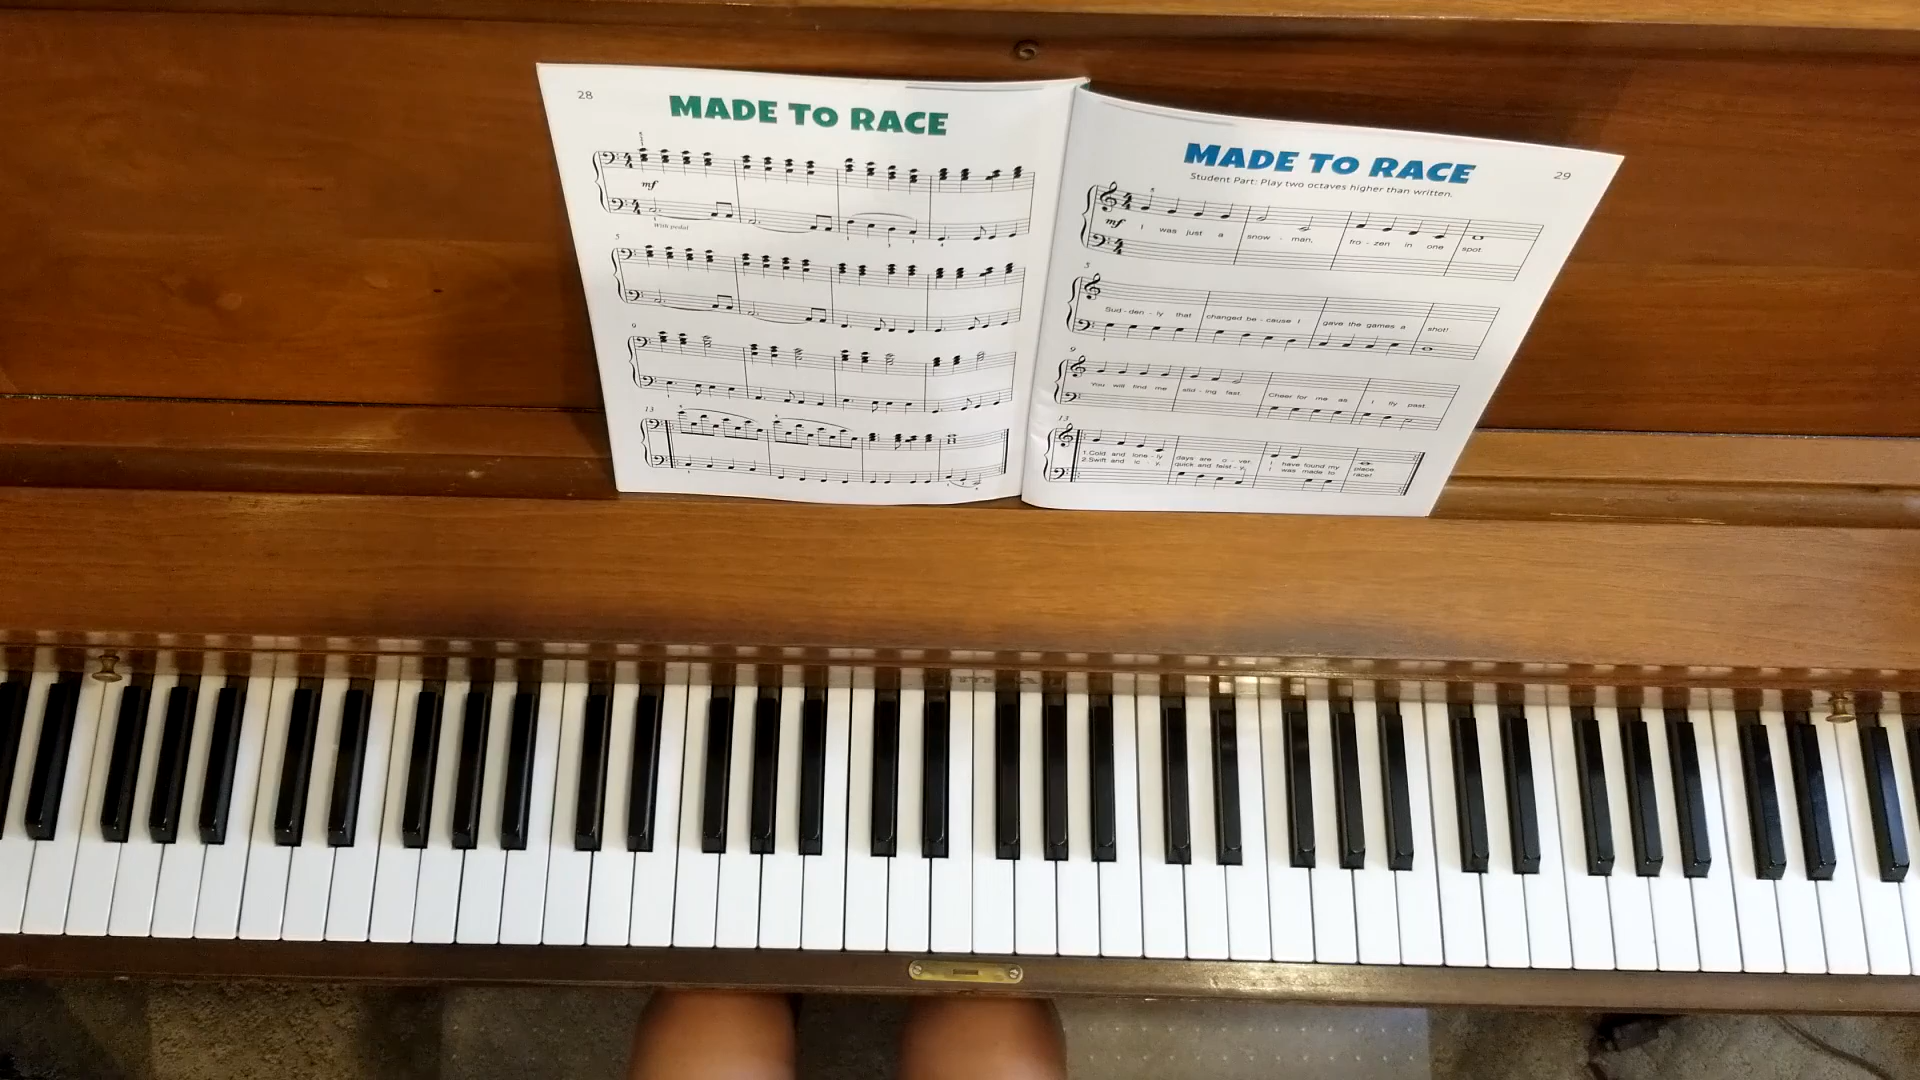 28
MADE TO RACE
mf
With pedal
5
9
13
MADE TO RACE
29
Student Part: Play two octaves higher than written.
mf
I was just a snow - man, fro - zen in one spot.
5
Sud - den - ly that changed be - cause I gave the games a shot!
9
You will find me slid - ing fast. Cheer for me as I fly past.
13
1.Cold and lone - ly days are o - ver. I have found my place.
2.Swift and ic - y, quick and feist - y, I was made to race!